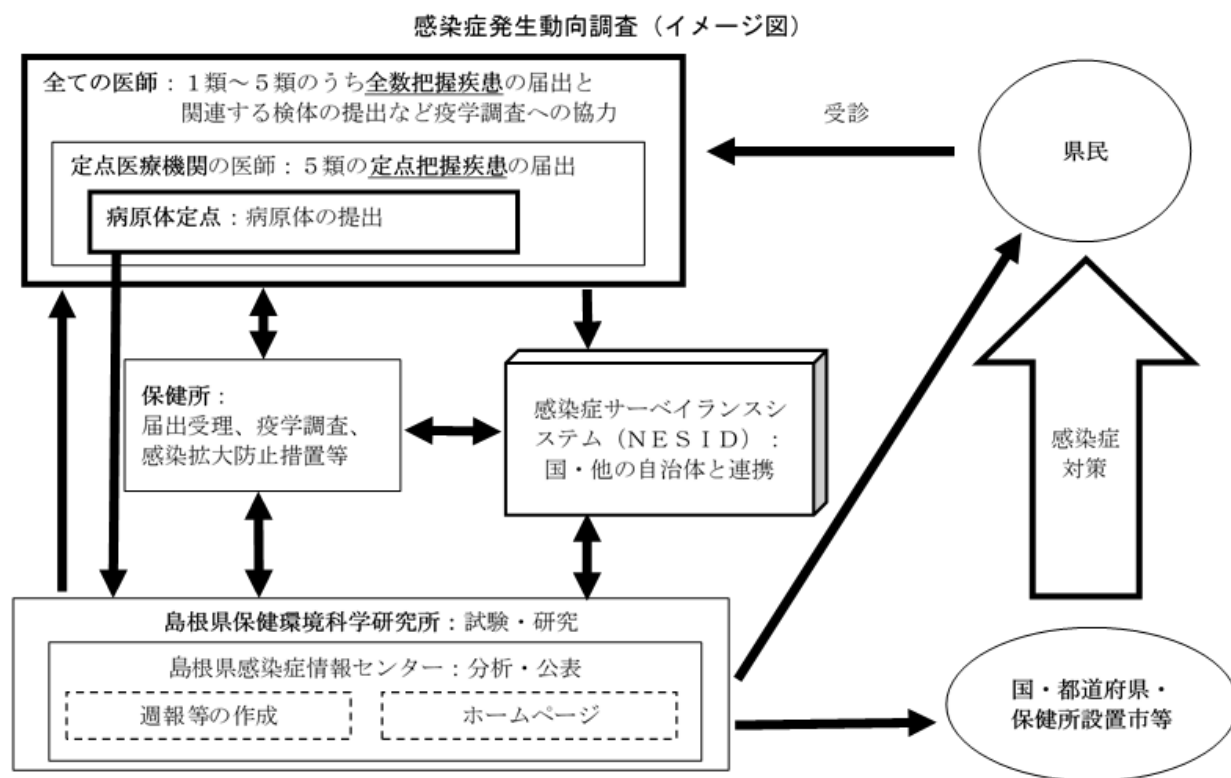 感染症発生動向調査（イメージ図）
全ての医師：１類～５類のうち全数把握疾患の届出と
関連する検体の提出など疫学調査への協力
定点医療機関の医師：５類の定点把握疾患の届出
病原体定点：病原体の提出
受診
県民
保健所：
届出受理、疫学調査、
感染拡大防止措置等
感染症サーベイランスシ
ステム（ＮＥＳＩＤ）：
国・他の自治体と連携
感染症
対策
島根県保健環境科学研究所：試験・研究
島根県感染症情報センター：分析・公表
週報等の作成
ホームページ
国・都道府県・
保健所設置市等